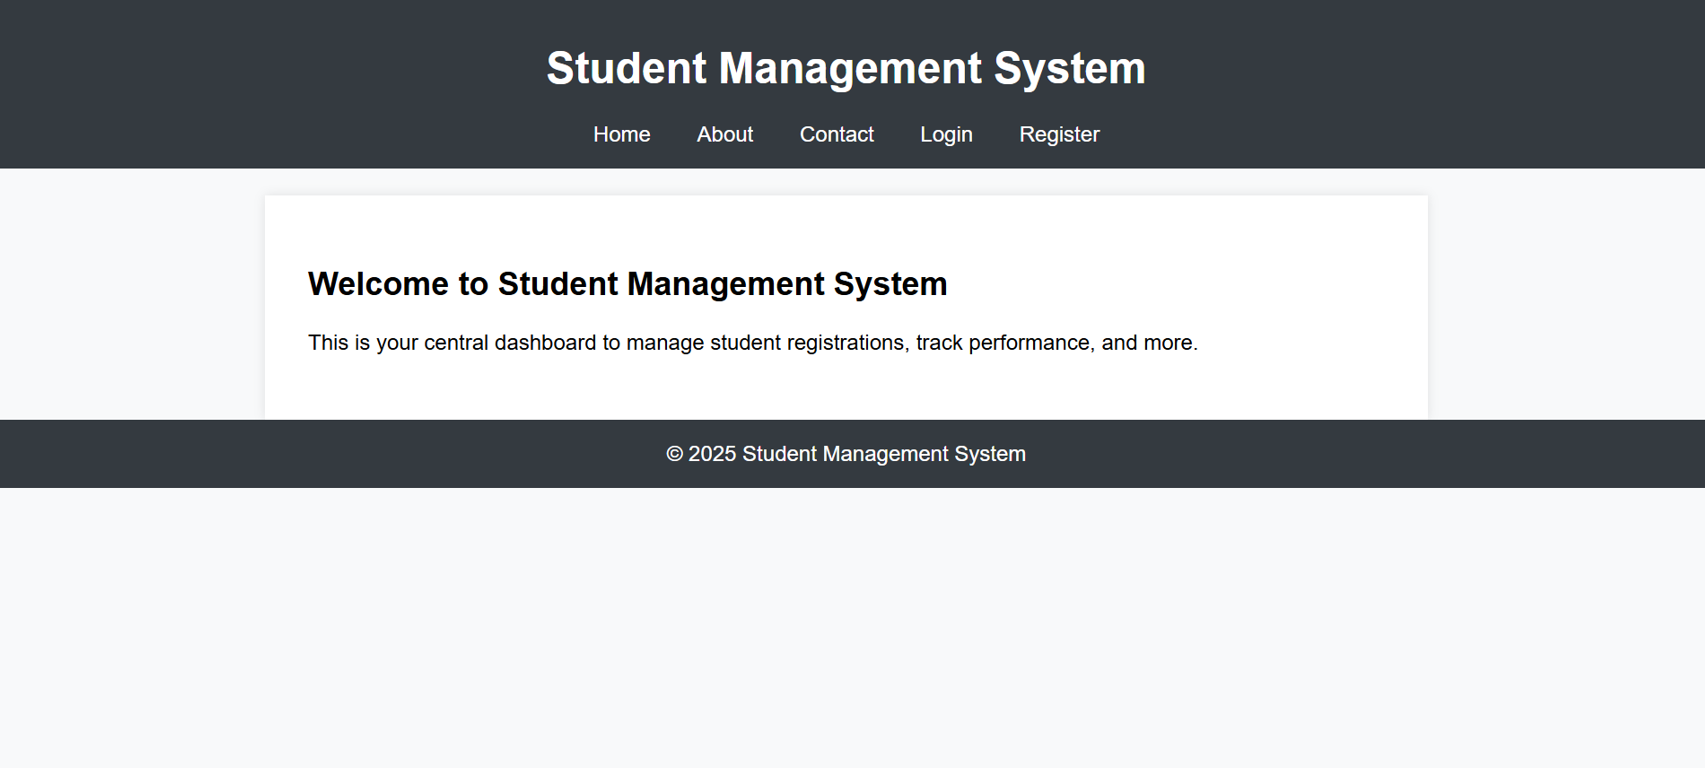 Student Management System
Home About Contact Login Register
Welcome to Student Management System
This is your central dashboard to manage student registrations, track performance, and more.
© 2025 Student Management System